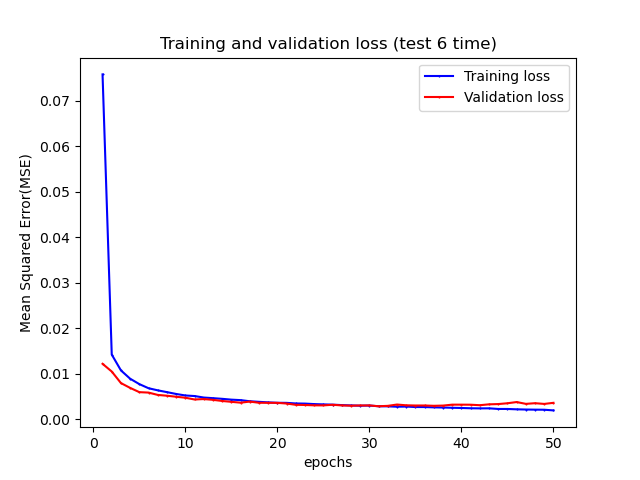 Training and validation loss (test 6 time)
Training loss
Validation loss
Mean Squared Error(MSE)
0.07
0.06
0.05
0.04
0.03
0.02
0.01
0.00
0 10 20 30 40 50
epochs